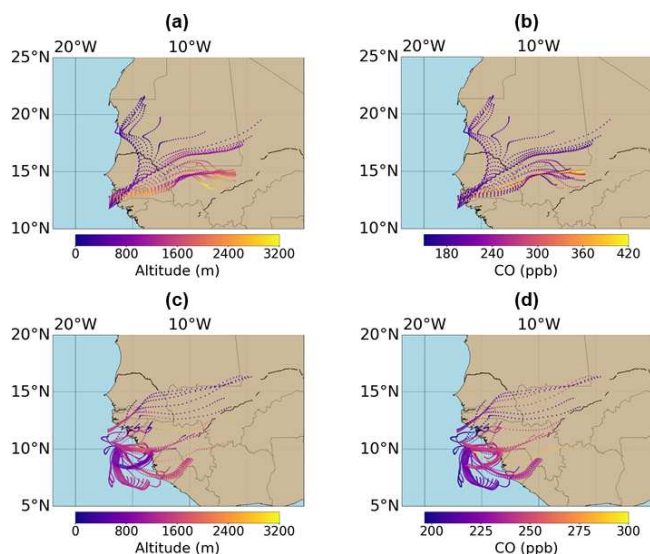 (a) (b)
20°W 10°W 20°W 10°W
25°N 25°N
20°N 20°N
15°N 15°N
10°N 10°N
0 800 1600 2400 3200 180 240 300 360 420
Altitude (m) CO (ppb)
(c) (d)
20°W 10°W 20°W 10°W
20°N 20°N
15°N 15°N
10°N 10°N
5°N 5°N
0 800 1600 2400 3200 200 225 250 275 300
Altitude (m) CO (ppb)